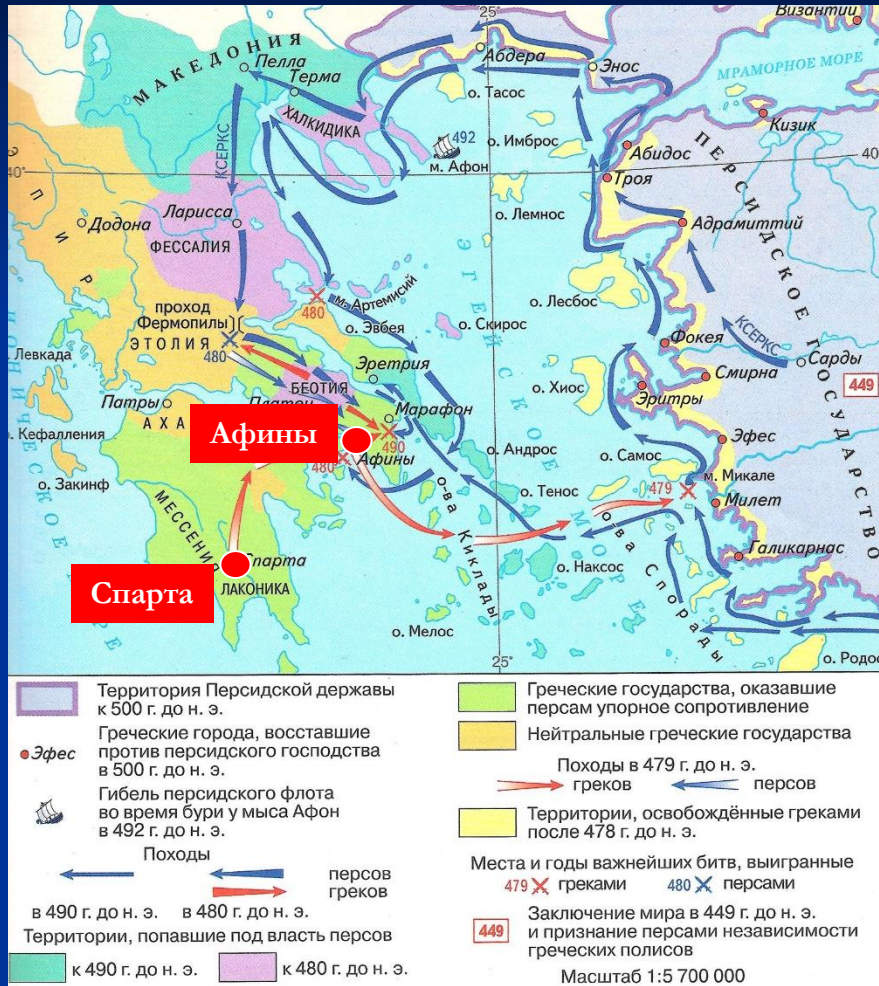 25°
Византий
МАКЕДОНИЯ
Пелла
Терма
Абдера
Энос
МРАМОРНОЕ МОРЕ
о. Тасос
ХАЛКИДИКА
492
м. Афон
о. Имброс
Кизик
Абидос
ПЕРСИДСКОЕ ГОСУДАРСТВО
40°
40
КСЕРКС
Троя
ЭПИР
Додона
Ларисса
ФЕССАЛИЯ
о. Лемнос
Адрамиттий
ЭГЕЙСКОЕ МОРЕ
проход
Фермопилы
ЭТОЛИЯ
480
м. Артемисий
480
о. Эвбея
о. Скирос
о. Лесбос
Фокея
КСЕРКС
Сарды
Смирна
449
. Левкада
Эретрия
БЕОТИЯ
о. Хиос
Эритры
Патры
АХА
Марафон
490
Афины
Афины
480
Эфес
о. Кефалления
о. Закинф
о. Андрос
о. Самос
м. Микале
479
Милет
о. Тенос
о-ва Киклады
МЕССЕНИЯ
Спарта
Спарта
ЛАКОНИКА
о. Наксос
о-ва Спорады
Галикарнас
о. Мелос
о. Родос
25°
Территория Персидской державы
к 500 г. до н. э.
Эфес
Греческие города, восставшие
против персидского господства
в 500 г. до н. э.
Гибель персидского флота
во время бури у мыса Афон
в 492 г. до н. э.
Походы
персов
греков
в 490 г. до н. э. в 480 г. до н. э.
Территории, попавшие под власть персов
к 490 г. до н. э. к 480 г. до н. э.
Греческие государства, оказавшие
персам упорное сопротивление
Нейтральные греческие государства
Походы в 479 г. до н. э.
греков персов
Территории, освобождённые греками
после 478 г. до н. э.
Места и годы важнейших битв, выигранные
479 греками 480 персами
449
Заключение мира в 449 г. до н. э.
и признание персами независимости
греческих полисов
Масштаб 1:5 700 000